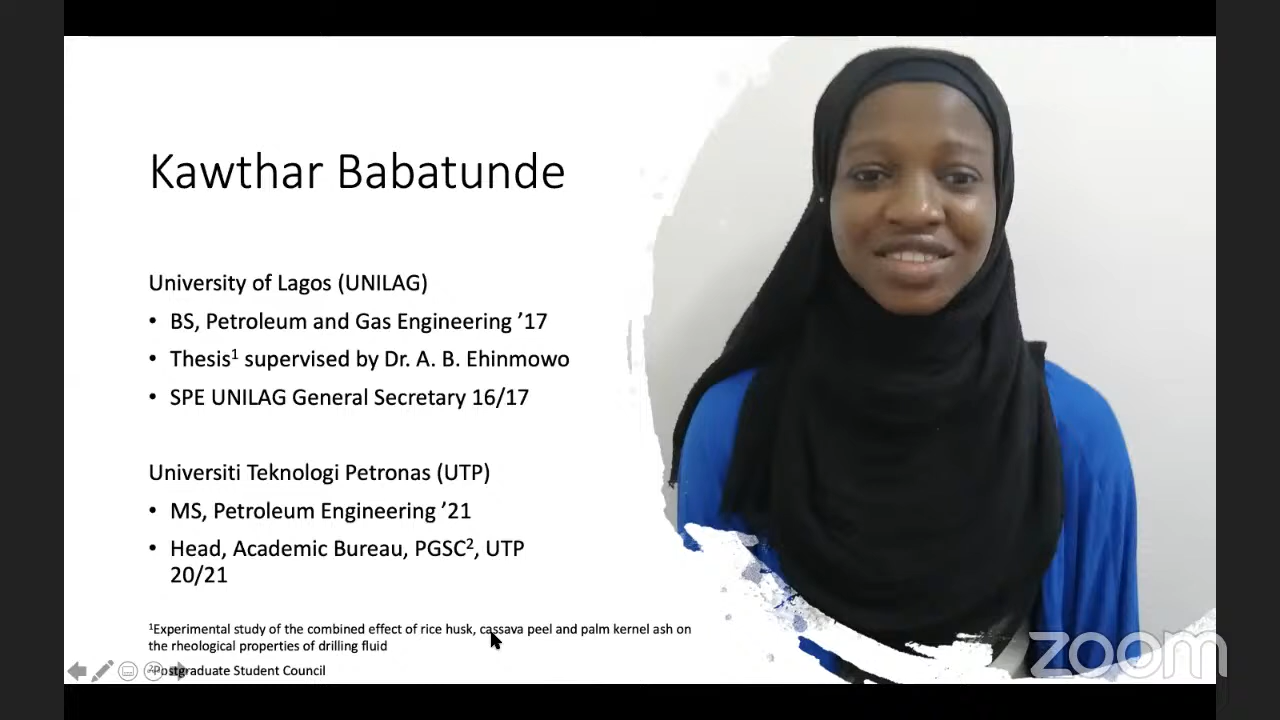 Kawthar Babatunde
University of Lagos (UNILAG)
• BS, Petroleum and Gas Engineering ’17
• Thesis¹ supervised by Dr. A. B. Ehinmowo
• SPE UNILAG General Secretary 16/17
Universiti Teknologi Petronas (UTP)
• MS, Petroleum Engineering ’21
• Head, Academic Bureau, PGSC², UTP
20/21
¹Experimental study of the combined effect of rice husk, cassava peel and palm kernel ash on
the rheological properties of drilling fluid
²Postgraduate Student Council
zoom